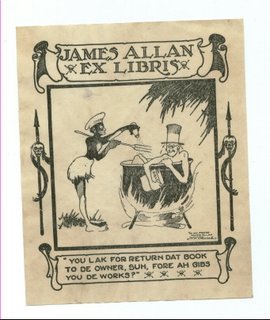 JAMES ALLAN
EX LIBRIS
"YOU LAK FOR RETURN DAT BOOK
TO DE OWNER, SUH, FORE AH GIBS
YOU DE WORKS?"